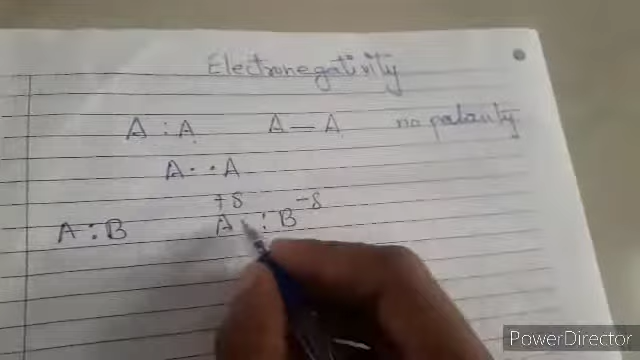 Electronegativity
A : A A — A no polarity
A · · A
+δ -δ
A : B A : B
PowerDirector